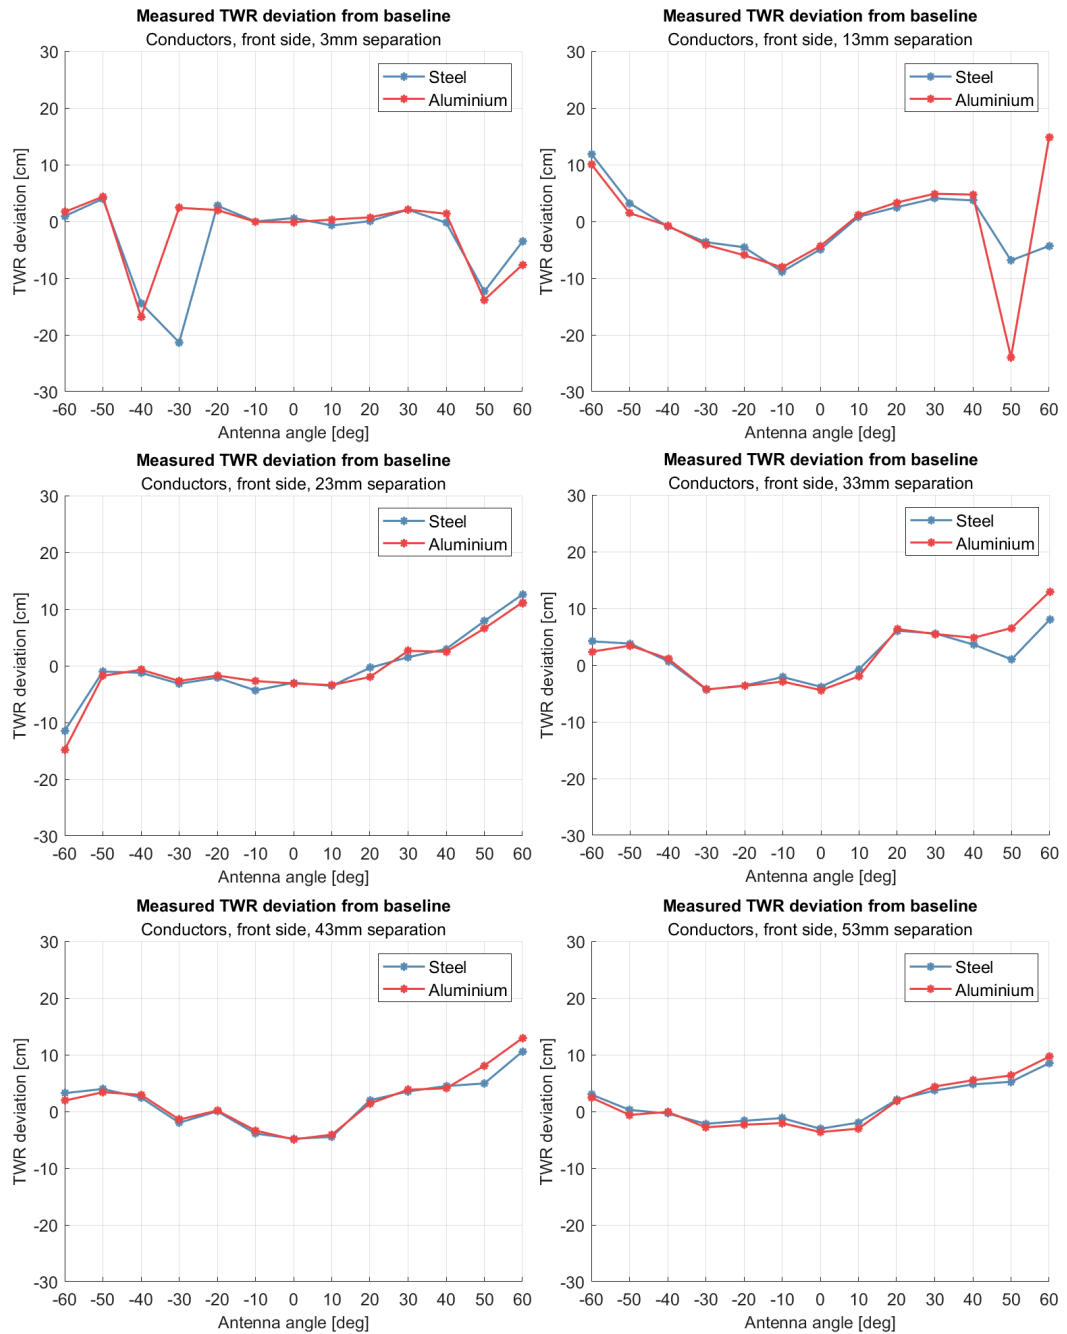 Measured TWR deviation from baseline
Conductors, front side, 3mm separation
30
20
10
0
-10
-20
-30
TWR deviation [cm]
Steel
Aluminium
-60 -50 -40 -30 -20 -10 0 10 20 30 40 50 60
Antenna angle [deg]
Measured TWR deviation from baseline
Conductors, front side, 13mm separation
30
20
10
0
-10
-20
-30
TWR deviation [cm]
Steel
Aluminium
-60 -50 -40 -30 -20 -10 0 10 20 30 40 50 60
Antenna angle [deg]
Measured TWR deviation from baseline
Conductors, front side, 23mm separation
30
20
10
0
-10
-20
-30
TWR deviation [cm]
Steel
Aluminium
-60 -50 -40 -30 -20 -10 0 10 20 30 40 50 60
Antenna angle [deg]
Measured TWR deviation from baseline
Conductors, front side, 33mm separation
30
20
10
0
-10
-20
-30
TWR deviation [cm]
Steel
Aluminium
-60 -50 -40 -30 -20 -10 0 10 20 30 40 50 60
Antenna angle [deg]
Measured TWR deviation from baseline
Conductors, front side, 43mm separation
30
20
10
0
-10
-20
-30
TWR deviation [cm]
Steel
Aluminium
-60 -50 -40 -30 -20 -10 0 10 20 30 40 50 60
Antenna angle [deg]
Measured TWR deviation from baseline
Conductors, front side, 53mm separation
30
20
10
0
-10
-20
-30
TWR deviation [cm]
Steel
Aluminium
-60 -50 -40 -30 -20 -10 0 10 20 30 40 50 60
Antenna angle [deg]